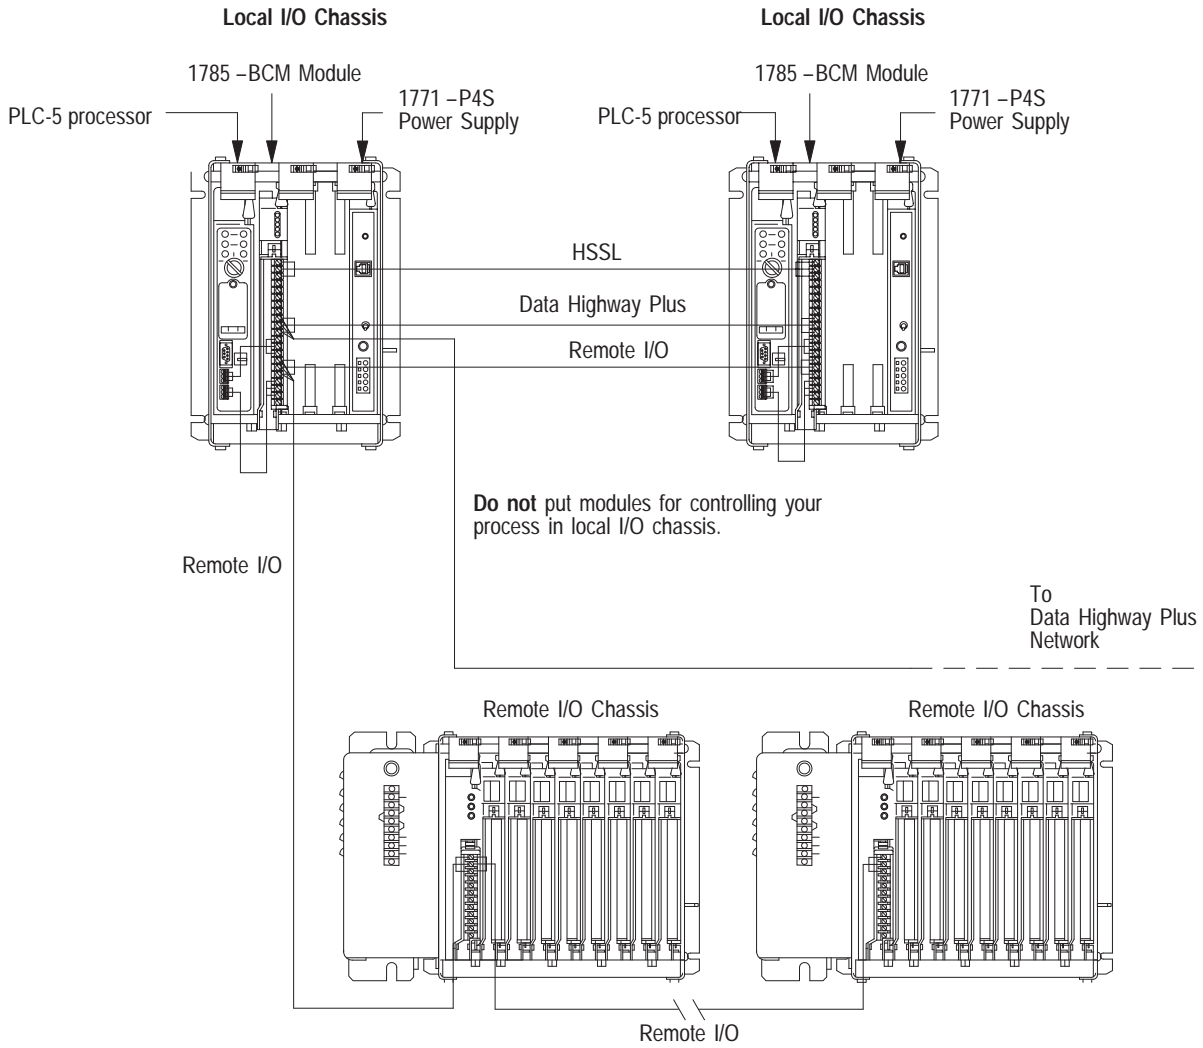 Local I/O Chassis
Local I/O Chassis
1785 –BCM Module
1785 –BCM Module
PLC-5 processor
1771 –P4S
Power Supply
PLC-5 processor
1771 –P4S
Power Supply
HSSL
Data Highway Plus
Remote I/O
Do not put modules for controlling your
process in local I/O chassis.
Remote I/O
To
Data Highway Plus
Network
Remote I/O Chassis
Remote I/O Chassis
Remote I/O